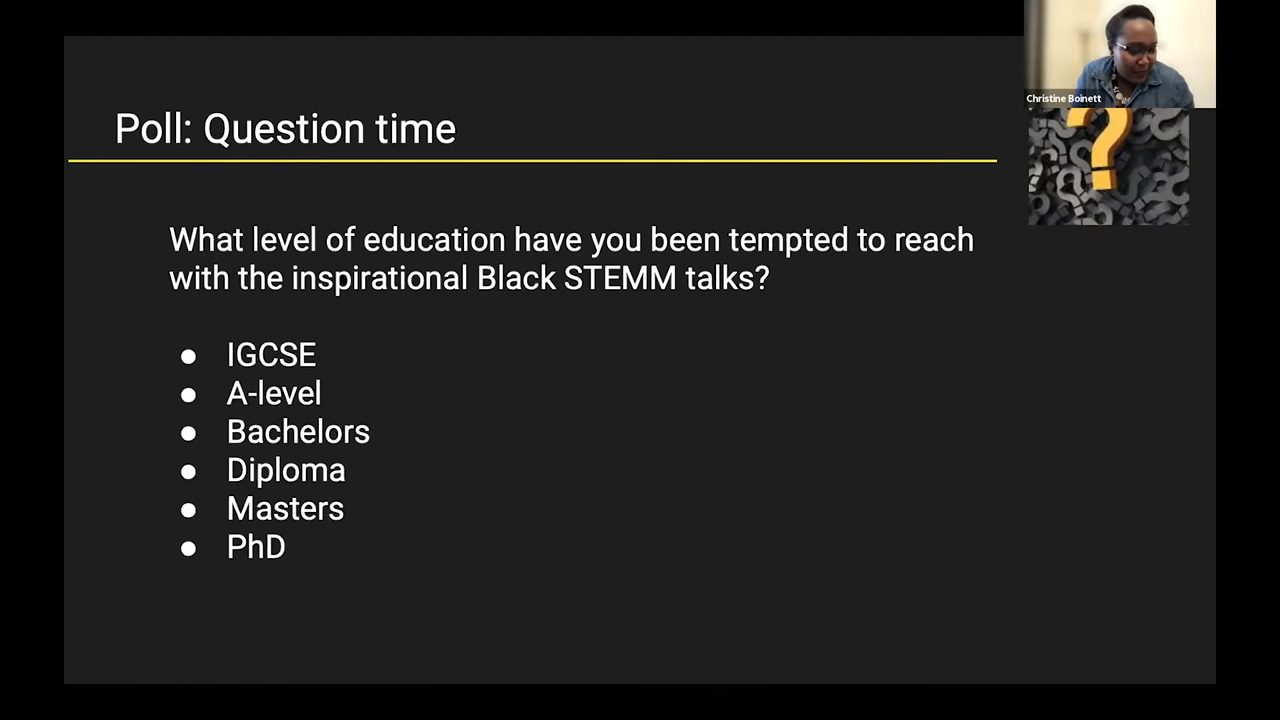 Poll: Question time
Christine Boinett
What level of education have you been tempted to reach
with the inspirational Black STEMM talks?
● IGCSE
● A-level
● Bachelors
● Diploma
● Masters
● PhD